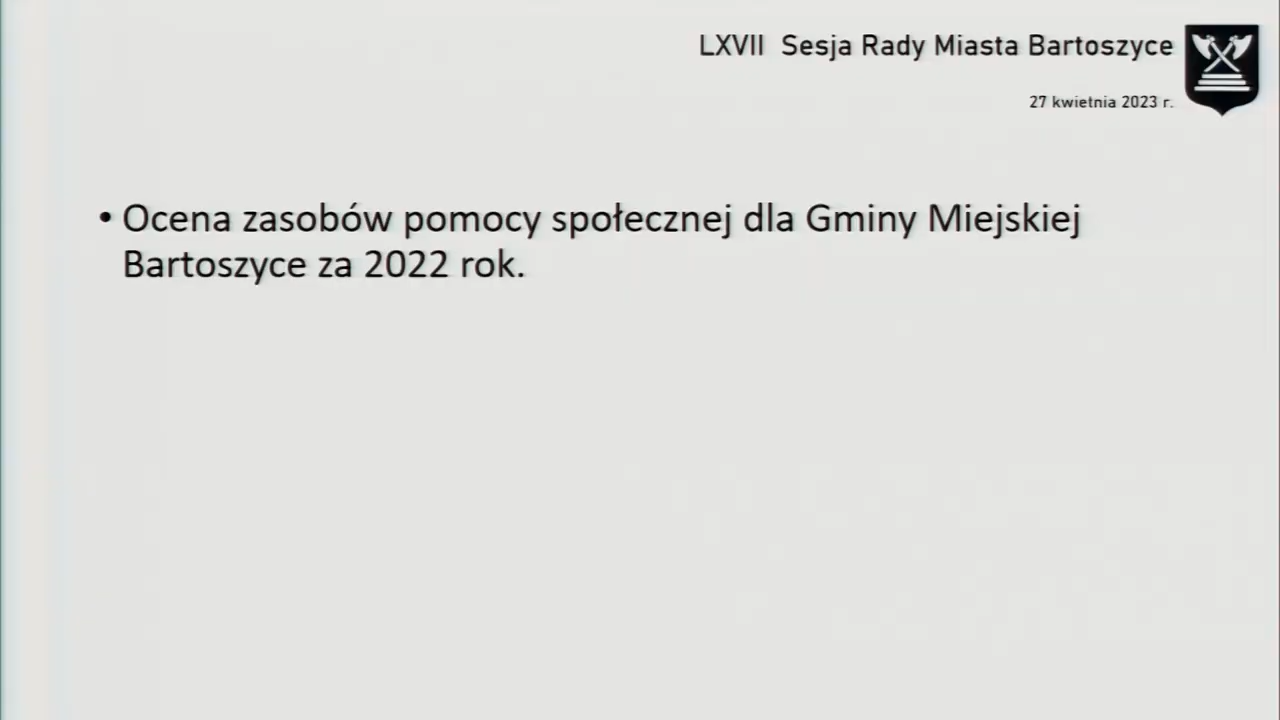 LXVII Sesja Rady Miasta Bartoszyce
27 kwietnia 2023 r.
• Ocena zasobów pomocy społecznej dla Gminy Miejskiej
Bartoszyce za 2022 rok.